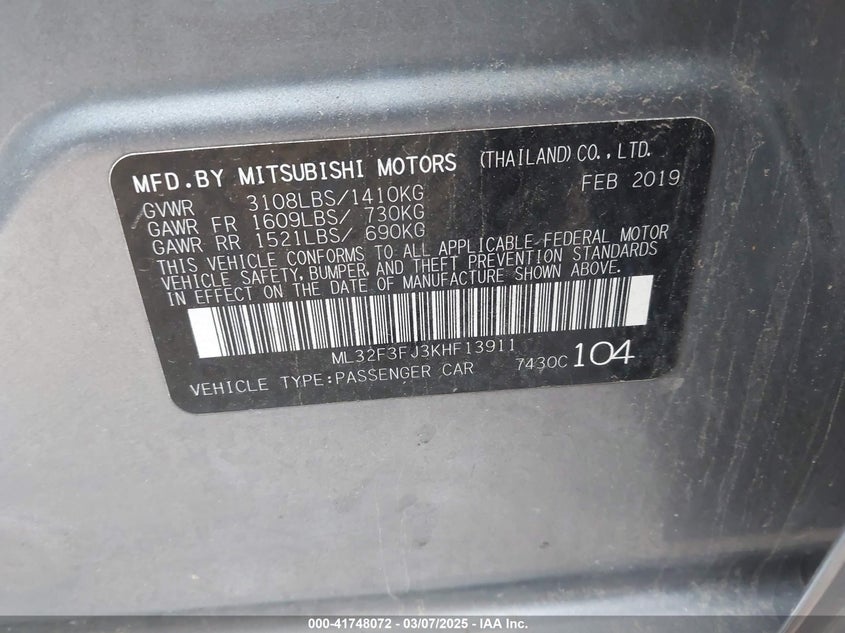 MFD.BY MITSUBISHI MOTORS (THAILAND) CO., LTD.
GVWR 3108LBS/1410KG FEB 2019
GAWR FR 1609LBS/ 730KG
GAWR RR 1521LBS/ 690KG
THIS VEHICLE CONFORMS TO ALL APPLICABLE FEDERAL MOTOR
VEHICLE SAFETY, BUMPER, AND THEFT PREVENTION STANDARDS
IN EFFECT ON THE DATE OF MANUFACTURE SHOWN ABOVE.
ML32F3FJ3KHF13911
VEHICLE TYPE:PASSENGER CAR 7430C 104
000-41748072 — 03/07/2025 — IAA Inc.